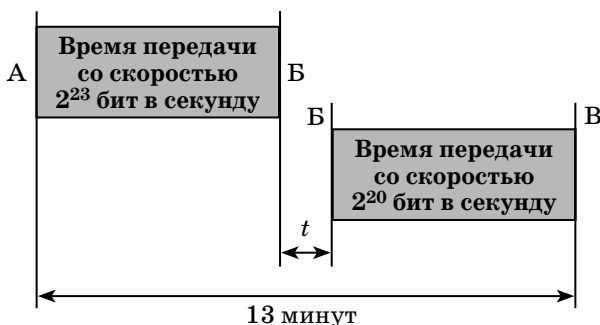 Время передачи
со скоростью
2²³ бит в секунду
А
Б
Б
В
Время передачи
со скоростью
2²⁰ бит в секунду
t
13 минут